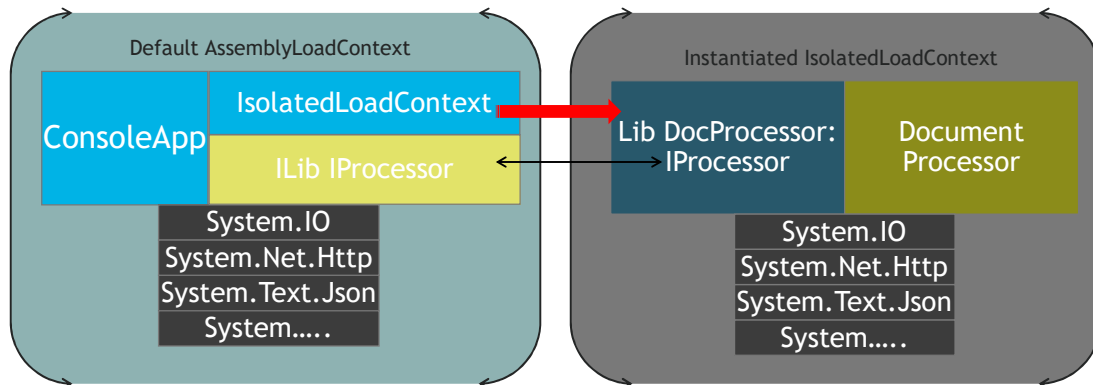 Default AssemblyLoadContext
ConsoleApp
IsolatedLoadContext
ILib IProcessor
System.IO
System.Net.Http
System.Text.Json
System…..
Instantiated IsolatedLoadContext
Lib DocProcessor:
IProcessor
Document
Processor
System.IO
System.Net.Http
System.Text.Json
System…..